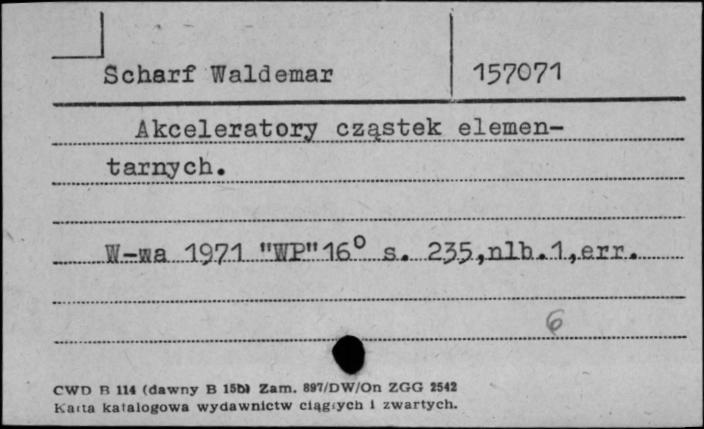 Scharf Waldemar 157071
Akceleratory cząstek elemen-
tarnych.
W-wa 1971 "WP" 16° s. 235, nlb. 1, err.
6
CWD B 114 (dawny B 15b) Zam. 897/DW/On ZGG 2542
Karta katalogowa wydawnictw ciągłych i zwartych.